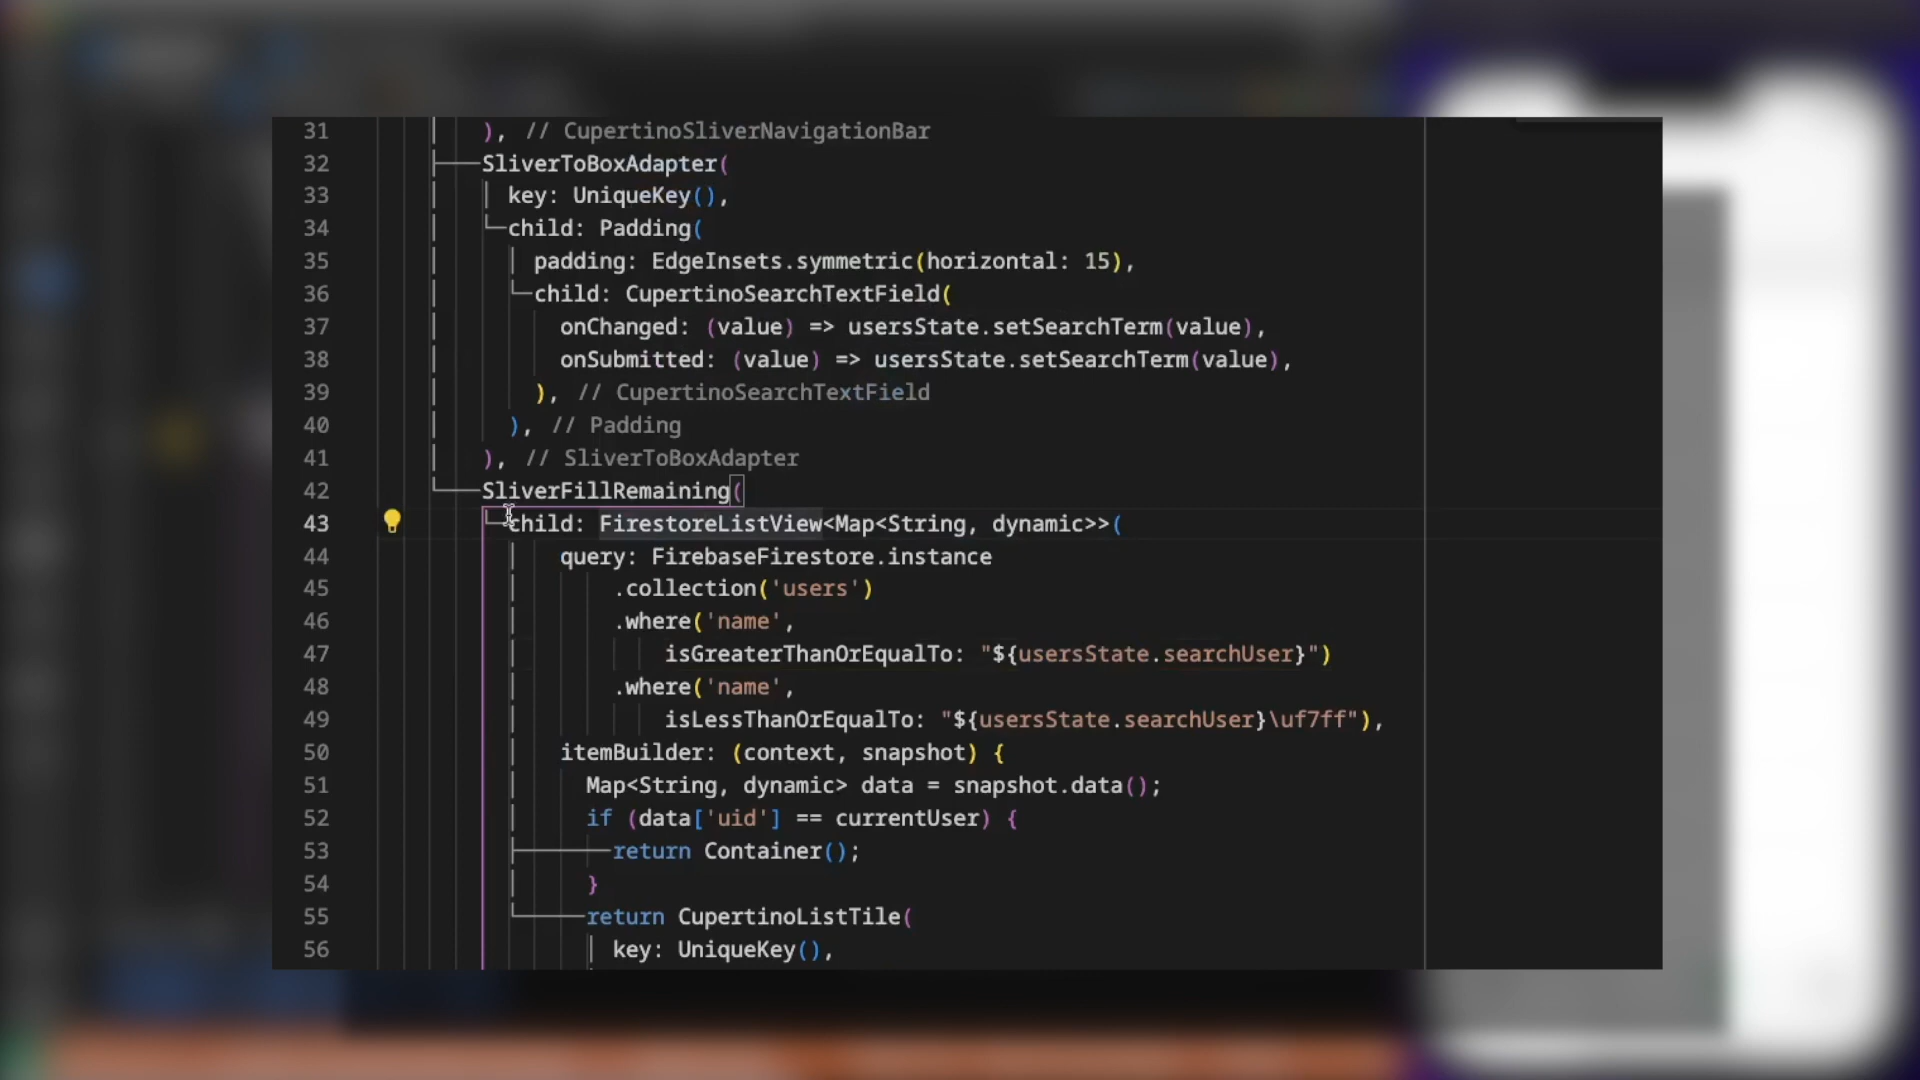 31 ), // CupertinoSliverNavigationBar
32 SliverToBoxAdapter(
33 key: UniqueKey(),
34 child: Padding(
35 padding: EdgeInsets.symmetric(horizontal: 15),
36 child: CupertinoSearchTextField(
37 onChanged: (value) => usersState.setSearchTerm(value),
38 onSubmitted: (value) => usersState.setSearchTerm(value),
39 ), // CupertinoSearchTextField
40 ), // Padding
41 ), // SliverToBoxAdapter
42 SliverFillRemaining(
43 child: FirestoreListView<Map<String, dynamic>>(
44 query: FirebaseFirestore.instance
45 .collection('users')
46 .where('name',
47 isGreaterThanOrEqualTo: "${usersState.searchUser}")
48 .where('name',
49 isLessThanOrEqualTo: "${usersState.searchUser}\uf7ff"),
50 itemBuilder: (context, snapshot) {
51 Map<String, dynamic> data = snapshot.data();
52 if (data['uid'] == currentUser) {
53 return Container();
54 }
55 return CupertinoListTile(
56 key: UniqueKey(),